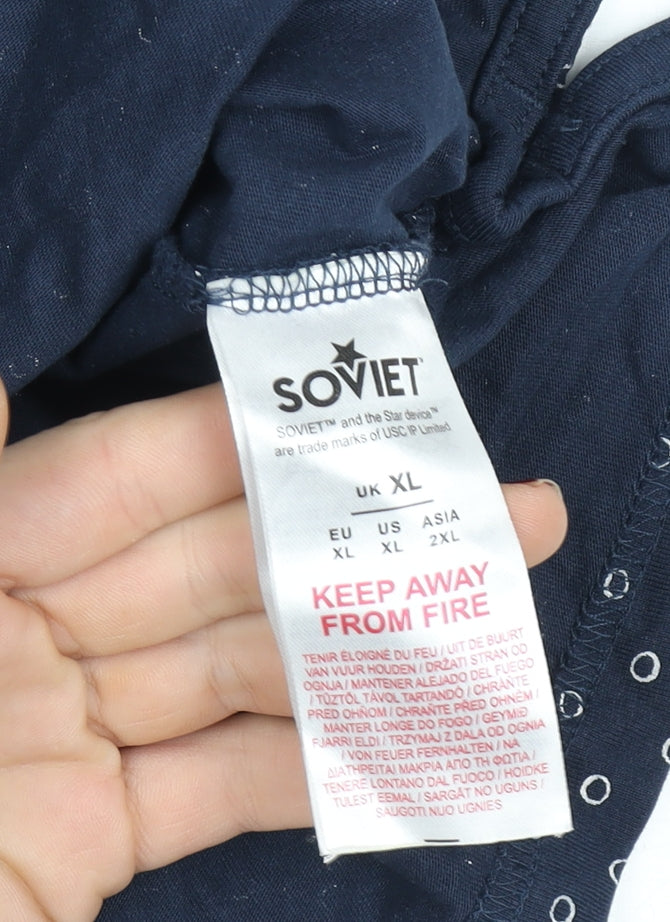 SOVIET
SOVIET™ and the Star device™
are trade marks of USC IP Limited
UK XL
EU US ASIA
XL XL 2XL
KEEP AWAY
FROM FIRE
TENIR ÉLOIGNÉ DU FEU / UIT DE BUURT
VAN VUUR HOUDEN / DRŽATI STRAN OD
OGNJA / MANTENER ALEJADO DEL FUEGO
/ TŰZTŐL TÁVOL TARTANDÓ / CHRÁNTE
PRED OHŇOM / CHRAŇTE PŘED OHNĚM /
MANTER LONGE DO FOGO / GEYMIÐ
FJARRI ELDI / TRZYMAJ Z DALA OD OGNIA
/ VON FEUER FERNHALTEN / ΝΑ
ΔΙΑΤΗΡΕΙΤΑΙ ΜΑΚΡΙΑ ΑΠΟ ΤΗ ΦΩΤΙΑ /
TENERE LONTANO DAL FUOCO / HOIDKE
TULEST EEMAL / SARGĀT NO UGUNS /
SAUGOTI NUO UGNIES